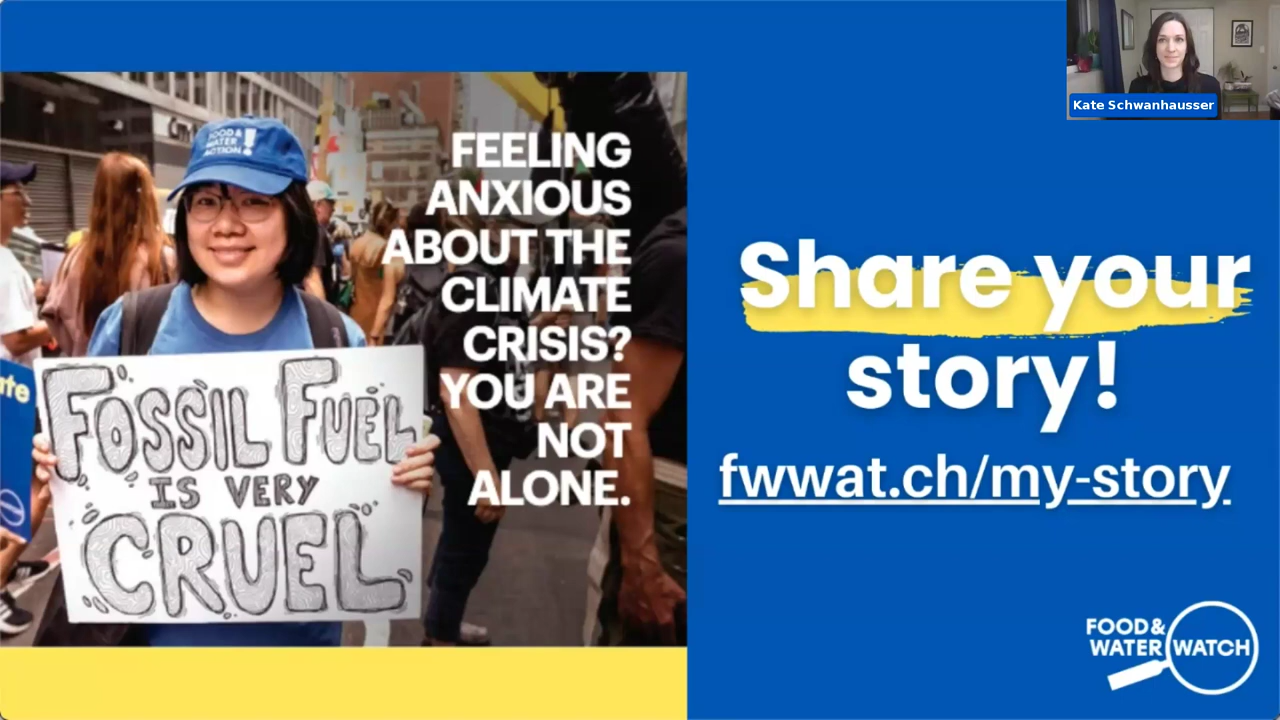 Kate Schwanhausser
FOOD&
WATER
ACTION!
FEELING
ANXIOUS
ABOUT THE
CLIMATE
CRISIS?
YOU ARE
NOT
ALONE.
FOSSIL FUEL
IS VERY
CRUEL
Share your
story!
fwwat.ch/my-story
FOOD&
WATER WATCH